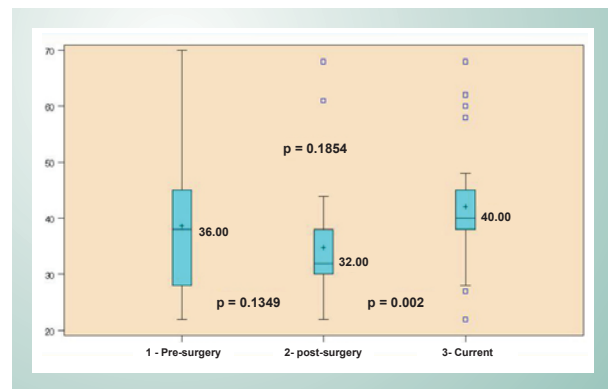 70
60
50
40
30
20
p = 0.1854
36.00
32.00
40.00
p = 0.1349
p = 0.002
1 - Pre-surgery
2- post-surgery
3- Current